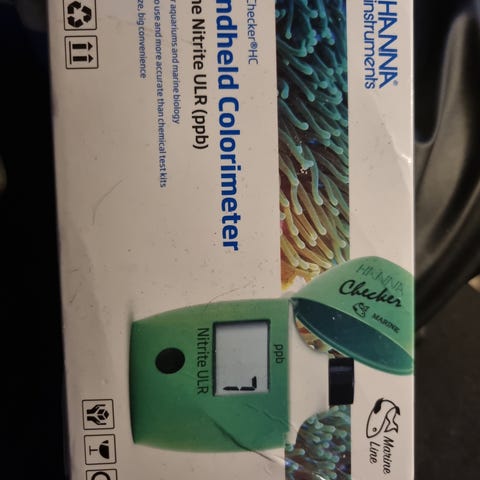 HANNA®
instruments
Checker®HC
ndheld Colorimeter
ne Nitrite ULR (ppb)
r aquariums and marine biology
o use and more accurate than chemical test kits
ze, big convenience
HANNA
Checker
MARINE
ppb
Nitrite ULR
Marine
Line